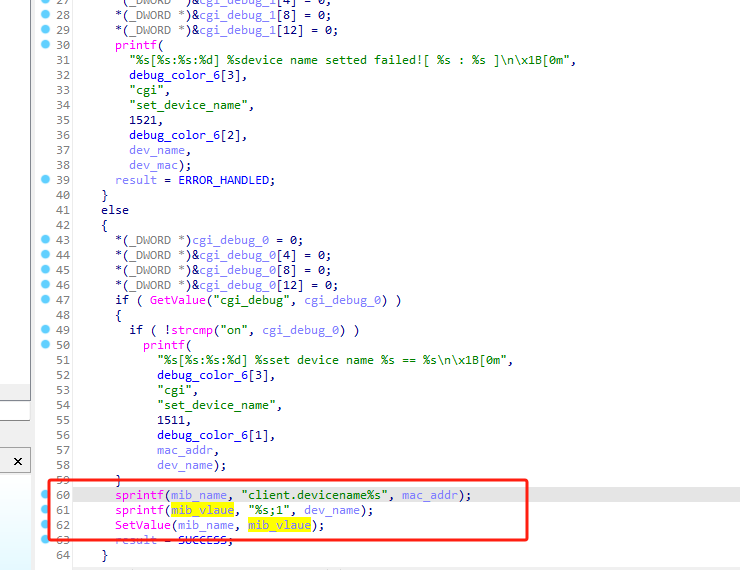 27 *(_DWORD *)&cgi_debug_1[4] = 0;
28 *(_DWORD *)&cgi_debug_1[8] = 0;
29 *(_DWORD *)&cgi_debug_1[12] = 0;
30 printf(
31 "%s[%s:%s:%d] %sdevice name setted failed![ %s : %s ]\n\x1B[0m",
32 debug_color_6[3],
33 "cgi",
34 "set_device_name",
35 1521,
36 debug_color_6[2],
37 dev_name,
38 dev_mac);
39 result = ERROR_HANDLED;
40 }
41 else
42 {
43 *(_DWORD *)cgi_debug_0 = 0;
44 *(_DWORD *)&cgi_debug_0[4] = 0;
45 *(_DWORD *)&cgi_debug_0[8] = 0;
46 *(_DWORD *)&cgi_debug_0[12] = 0;
47 if ( GetValue("cgi_debug", cgi_debug_0) )
48 {
49 if ( !strcmp("on", cgi_debug_0) )
50 printf(
51 "%s[%s:%s:%d] %sset device name %s == %s\n\x1B[0m",
52 debug_color_6[3],
53 "cgi",
54 "set_device_name",
55 1511,
56 debug_color_6[1],
57 mac_addr,
58 dev_name);
59 }
60 sprintf(mib_name, "client.devicename%s", mac_addr);
61 sprintf(mib_vlaue, "%s;1", dev_name);
62 SetValue(mib_name, mib_vlaue);
63 result = SUCCESS;
64 }